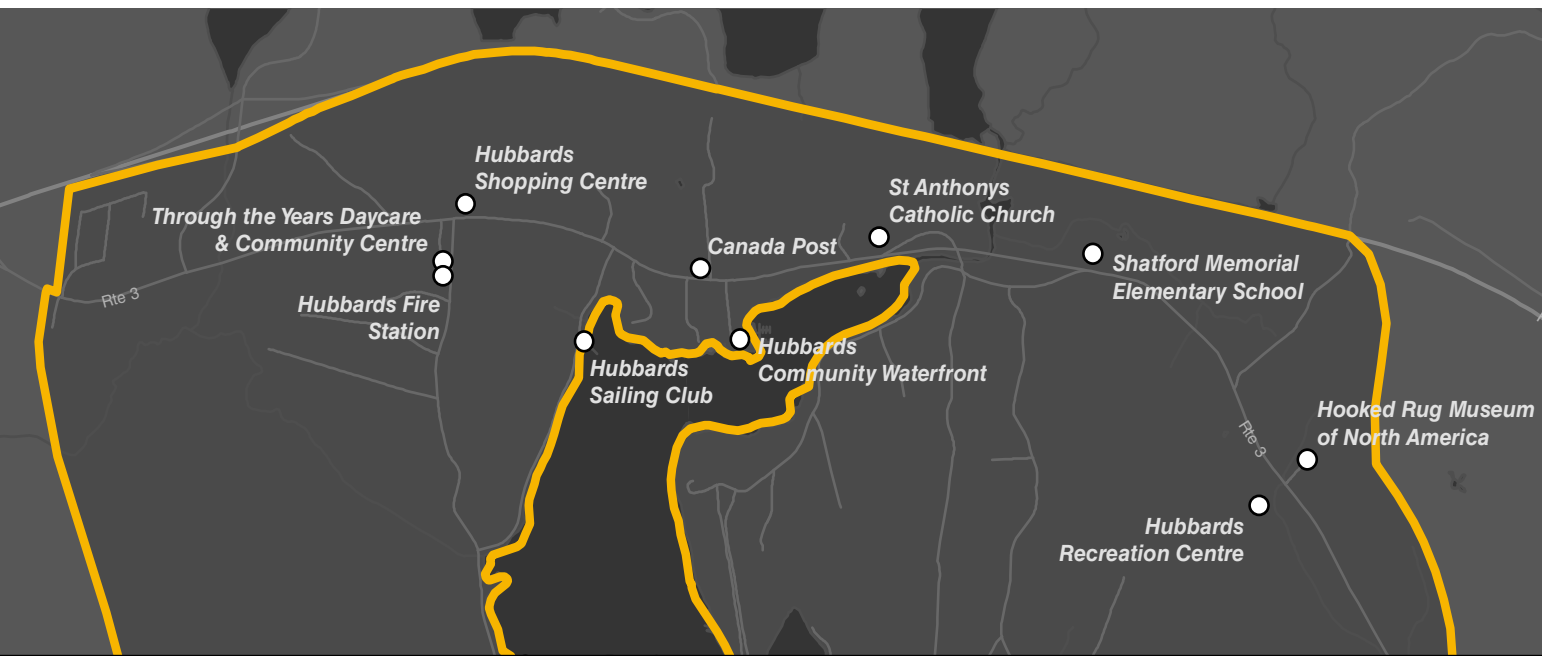 Hubbards
Shopping Centre
St Anthonys
Catholic Church
Through the Years Daycare
& Community Centre
Canada Post
Shatford Memorial
Elementary School
Rte 3
Hubbards Fire
Station
Hubbards
Community Waterfront
Hubbards
Sailing Club
Hooked Rug Museum
of North America
Rte 3
Hubbards
Recreation Centre